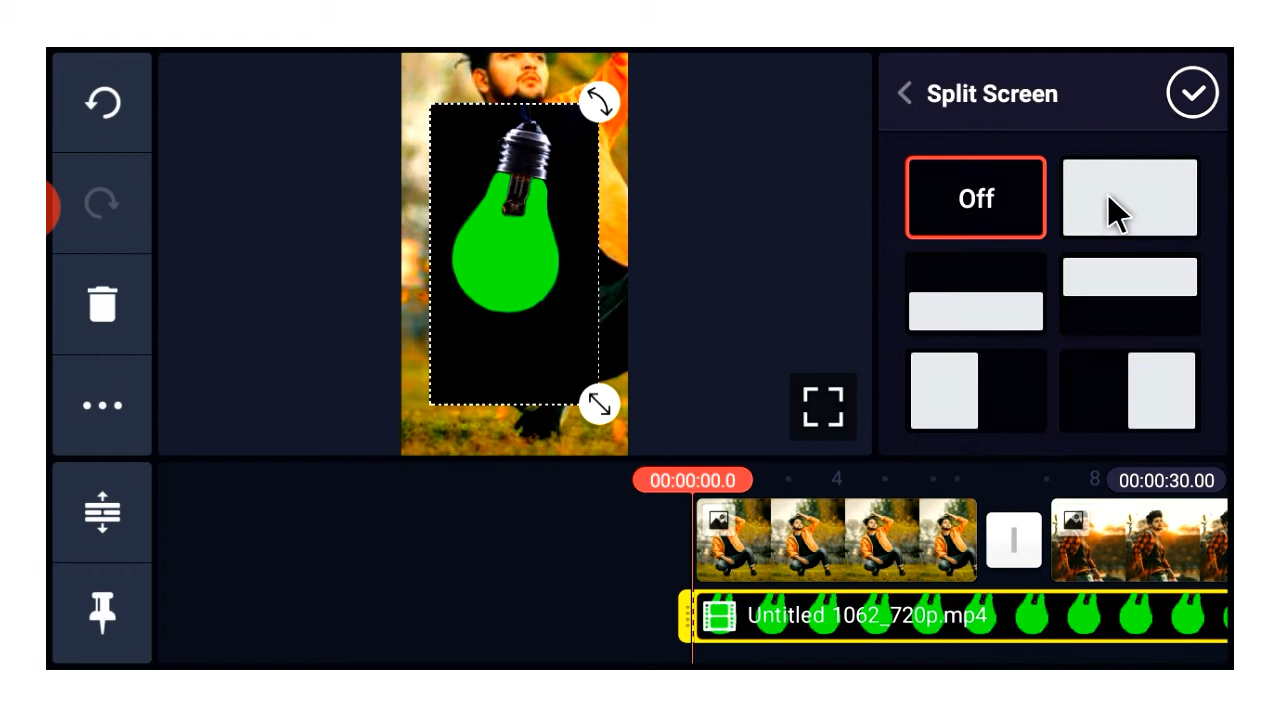 Split Screen
Off
00:00:00.0
4
8
00:00:30.00
Untitled 1062_720p.mp4